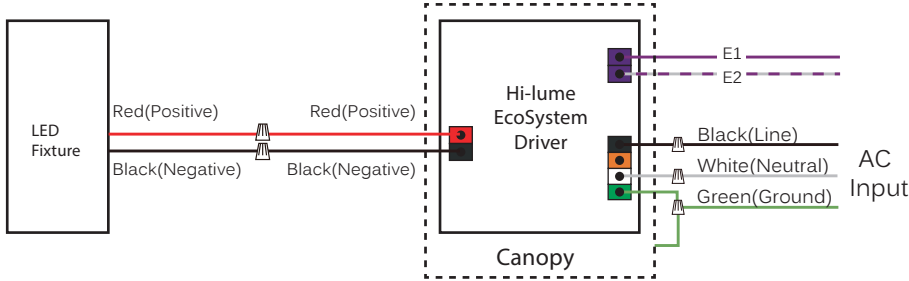 LED
Fixture
Red(Positive)
Black(Negative)
Red(Positive)
Black(Negative)
Hi-lume
EcoSystem
Driver
Canopy
E1
E2
Black(Line)
White(Neutral)
Green(Ground)
AC
Input